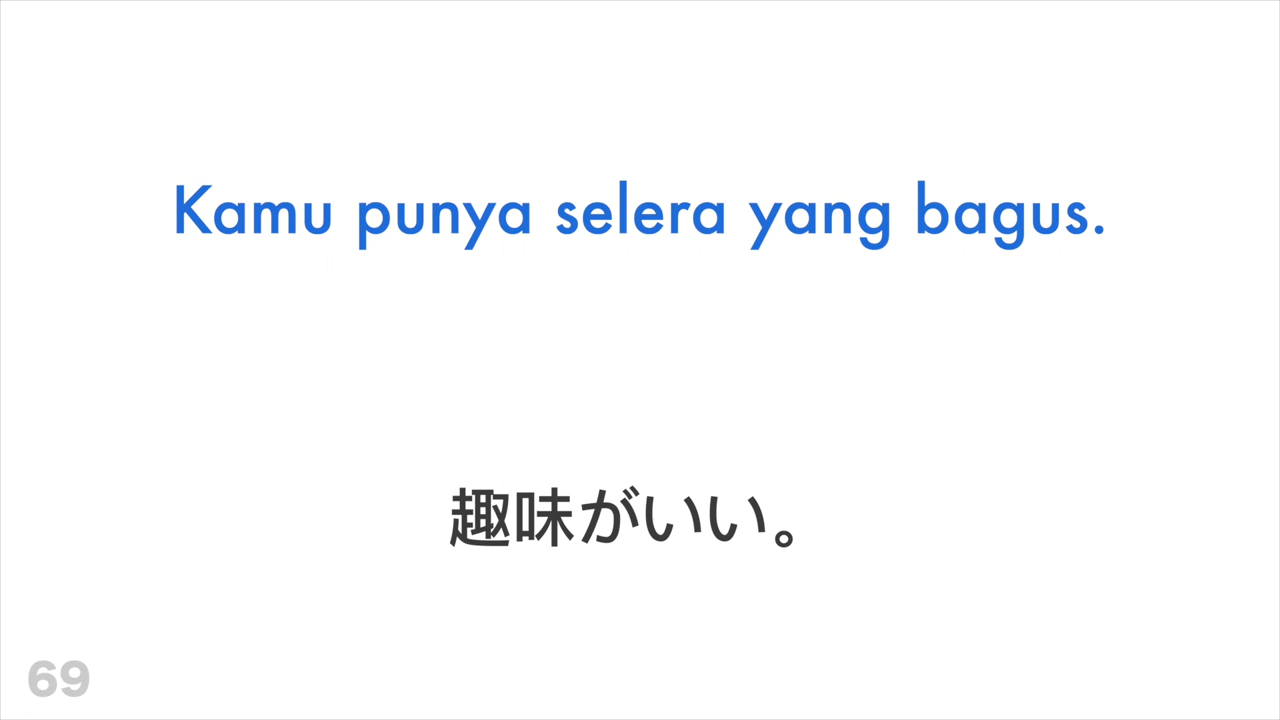 Kamu punya selera yang bagus.
趣味がいい。
69